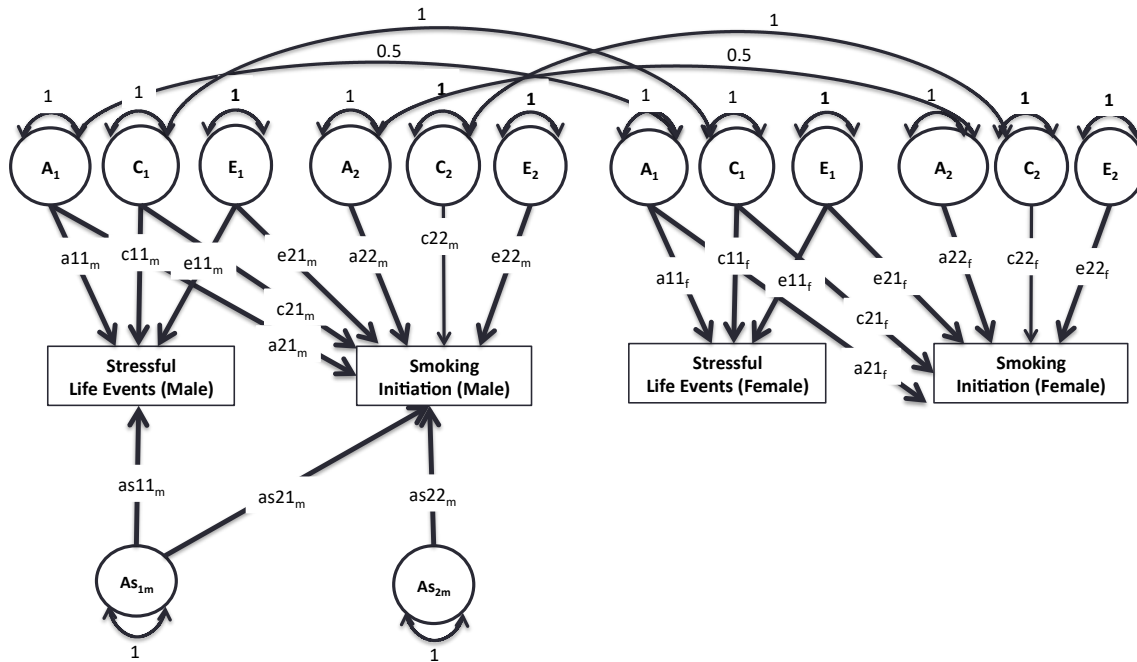 1
1
0.5
0.5
1 1 1 1 1 1 1 1 1 1 1 1
A₁ C₁ E₁ A₂ C₂ E₂ A₁ C₁ E₁ A₂ C₂ E₂
a11ₘ c11ₘ e11ₘ e21ₘ a22ₘ c22ₘ e22ₘ a11f c11f e11f e21f a22f c22f e22f
c21ₘ c21f
a21ₘ a21f
Stressful
Life Events (Male)
Smoking
Initiation (Male)
Stressful
Life Events (Female)
Smoking
Initiation (Female)
as11ₘ as21ₘ as22ₘ
As₁ₘ As₂ₘ
1 1